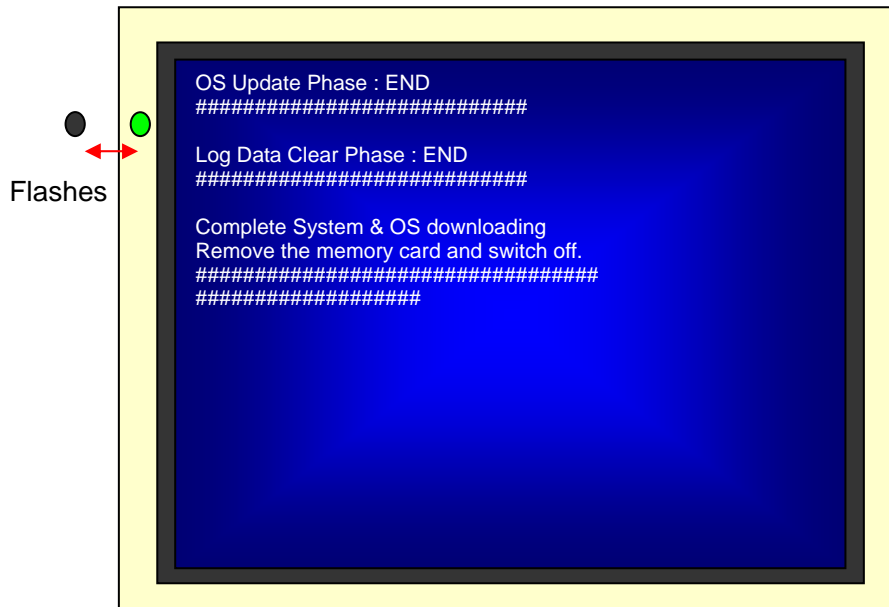 OS Update Phase : END
############################
Log Data Clear Phase : END
############################
Flashes
Complete System & OS downloading
Remove the memory card and switch off.
##################################
###################